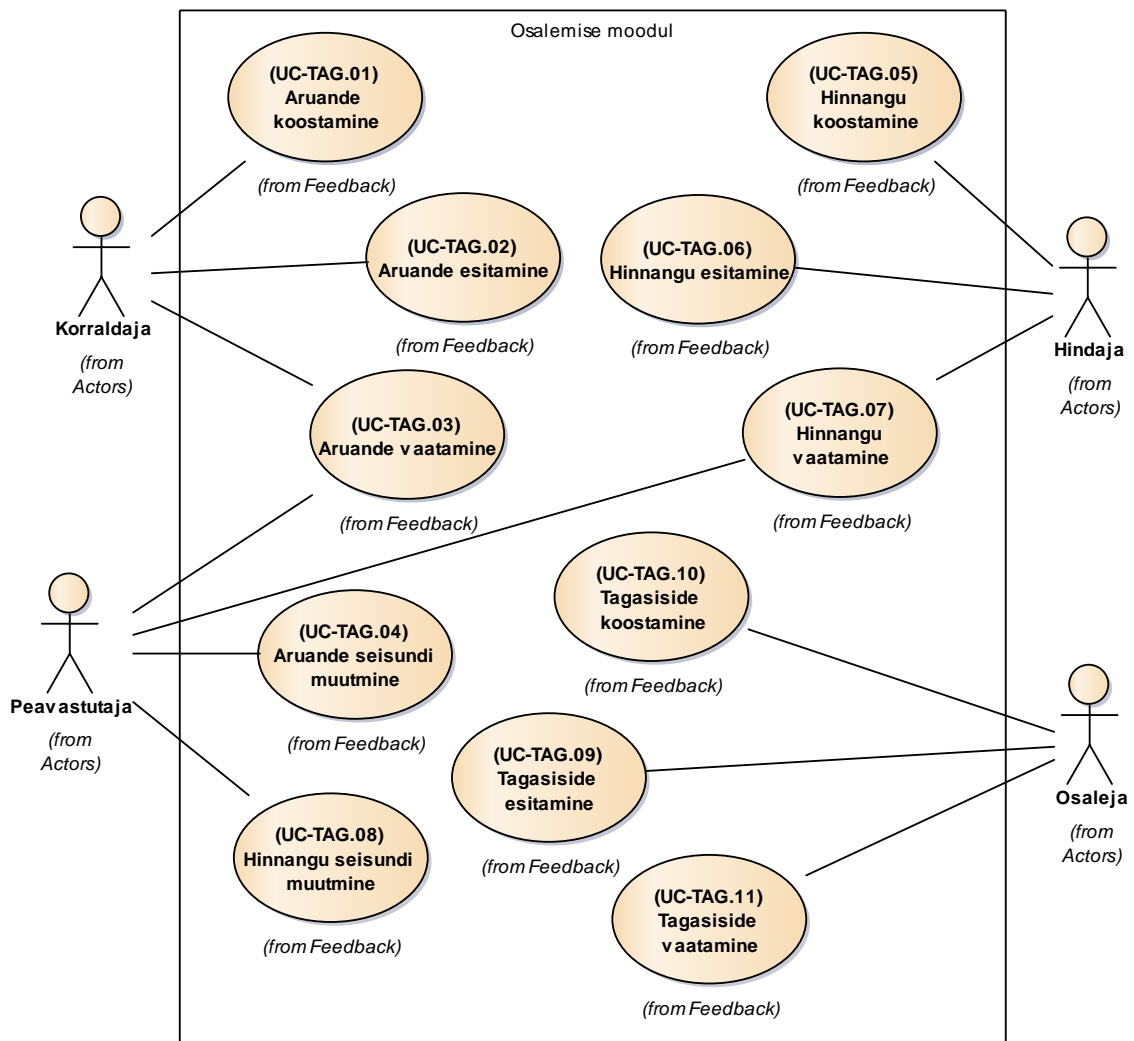 Osalemise moodul
(UC-TAG.01)
Aruande
koostamine
(from Feedback)
(UC-TAG.05)
Hinnangu
koostamine
(from Feedback)
(UC-TAG.02)
Aruande esitamine
(from Feedback)
(UC-TAG.06)
Hinnangu esitamine
(from Feedback)
Korraldaja
(from
Actors)
Hindaja
(from
Actors)
(UC-TAG.03)
Aruande vaatamine
(from Feedback)
(UC-TAG.07)
Hinnangu
vaatamine
(from Feedback)
(UC-TAG.10)
Tagasiside
koostamine
(from Feedback)
(UC-TAG.04)
Aruande seisundi
muutmine
(from Feedback)
Peavastutaja
(from
Actors)
(UC-TAG.09)
Tagasiside
esitamine
(from Feedback)
Osaleja
(from
Actors)
(UC-TAG.08)
Hinnangu seisundi
muutmine
(from Feedback)
(UC-TAG.11)
Tagasiside
vaatamine
(from Feedback)